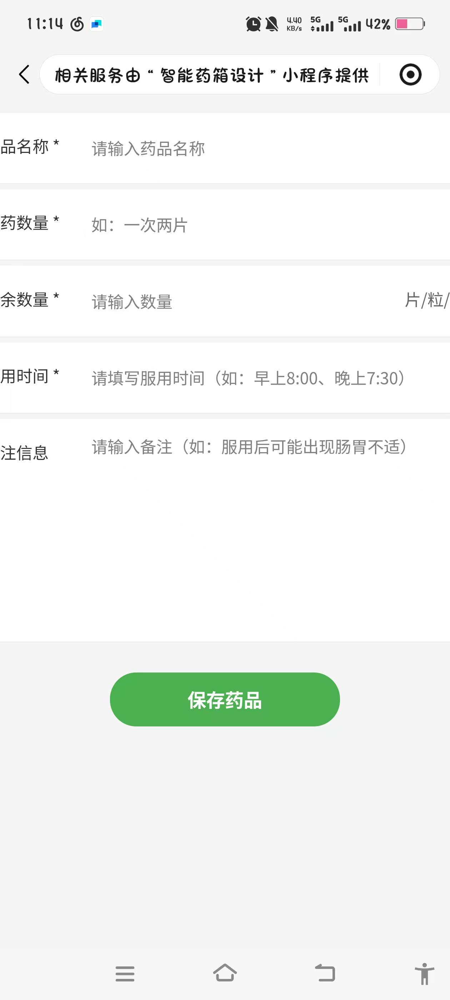 11:14 4.40 KB/s 5G 5G 42%
相关服务由“智能药箱设计”小程序提供
品名称 * 请输入药品名称
药数量 * 如：一次两片
余数量 * 请输入数量 片/粒/
用时间 * 请填写服用时间（如：早上8:00、晚上7:30）
注信息 请输入备注（如：服用后可能出现肠胃不适）
保存药品